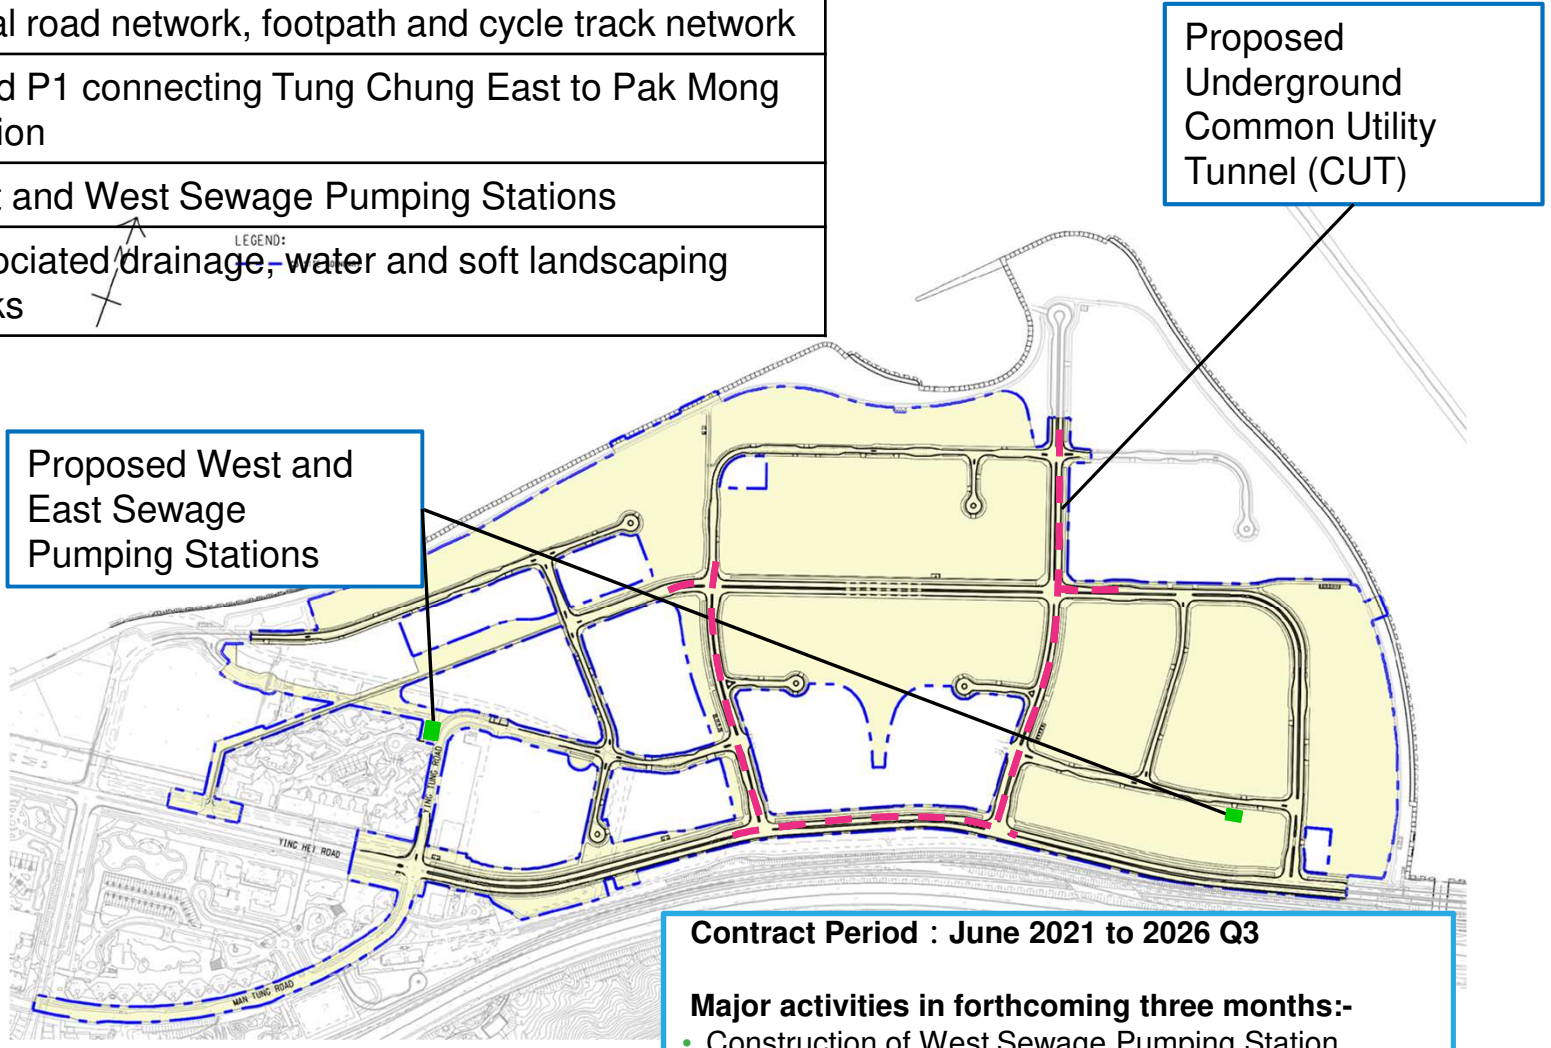 al road network, footpath and cycle track network
d P1 connecting Tung Chung East to Pak Mong
tion
t and West Sewage Pumping Stations
LEGEND:
ociated drainage, water and soft landscaping
ks
Proposed
Underground
Common Utility
Tunnel (CUT)
Proposed West and
East Sewage
Pumping Stations
YING TUNG ROAD
YING HEI ROAD
MAN TUNG ROAD
Contract Period : June 2021 to 2026 Q3
Major activities in forthcoming three months:-
• Construction of West Sewage Pumping Station